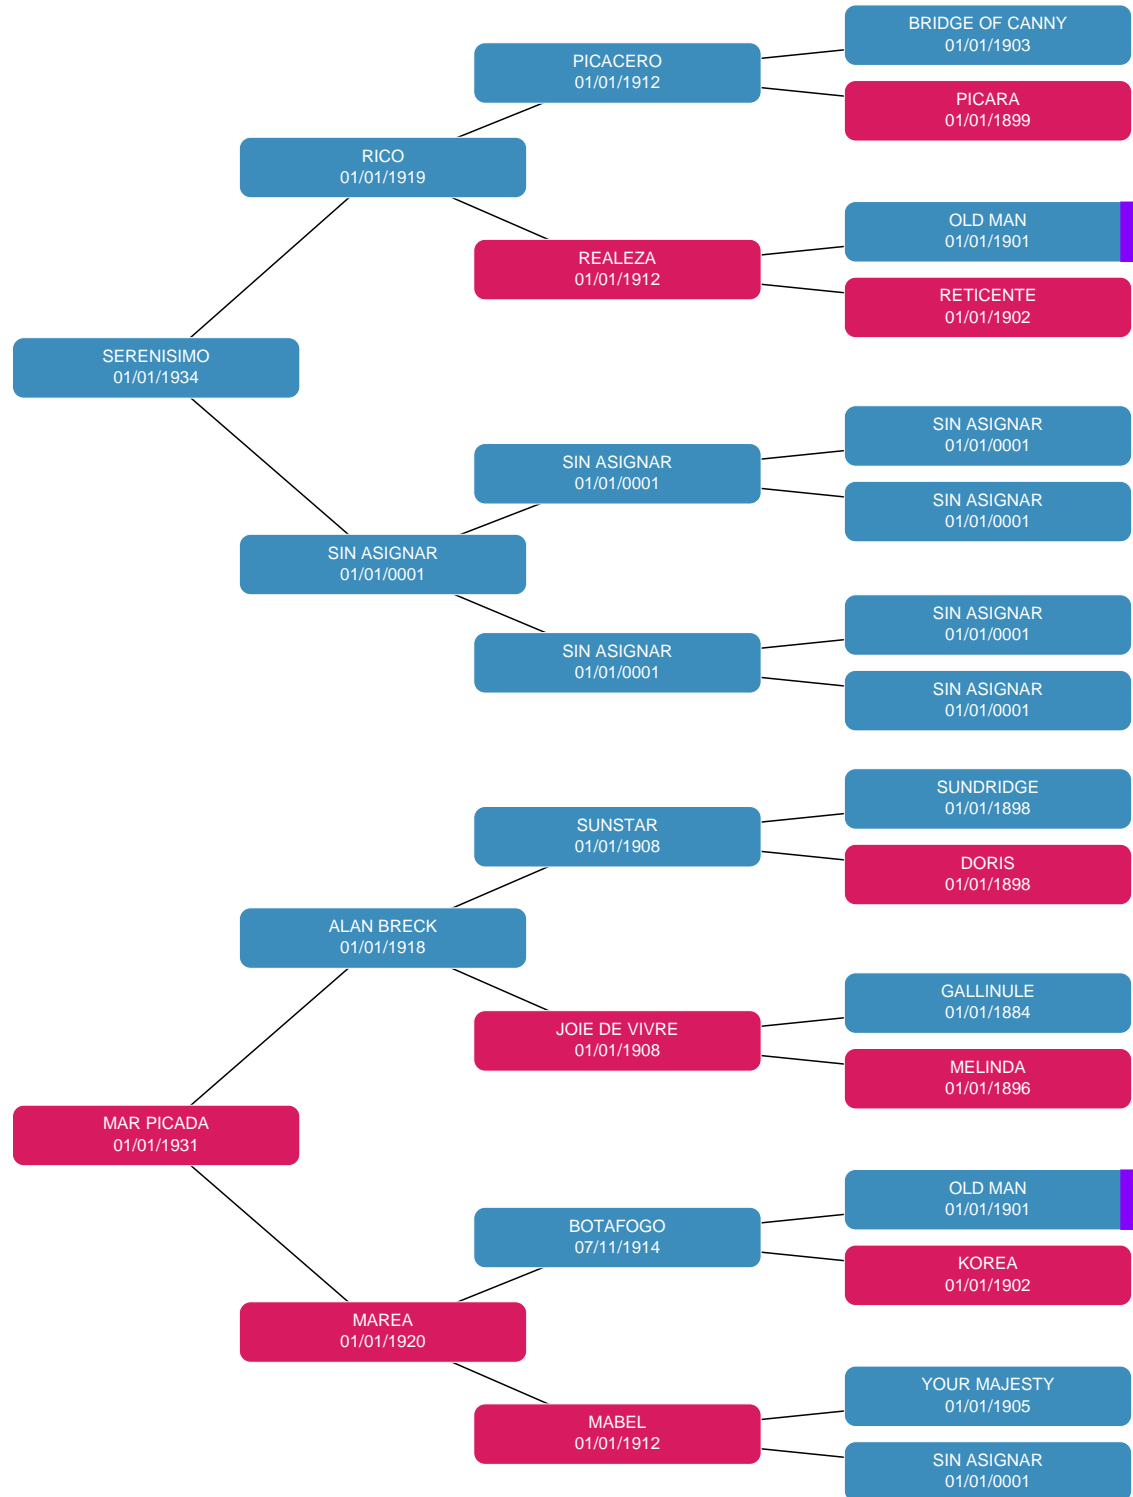 BRIDGE OF CANNY
01/01/1903
PICACERO
01/01/1912
PICARA
01/01/1899
RICO
01/01/1919
OLD MAN
01/01/1901
REALEZA
01/01/1912
RETICENTE
01/01/1902
SERENISIMO
01/01/1934
SIN ASIGNAR
01/01/0001
SIN ASIGNAR
01/01/0001
SIN ASIGNAR
01/01/0001
SIN ASIGNAR
01/01/0001
SIN ASIGNAR
01/01/0001
SIN ASIGNAR
01/01/0001
SIN ASIGNAR
01/01/0001
SUNDRIDGE
01/01/1898
SUNSTAR
01/01/1908
DORIS
01/01/1898
ALAN BRECK
01/01/1918
GALLINULE
01/01/1884
JOIE DE VIVRE
01/01/1908
MELINDA
01/01/1896
MAR PICADA
01/01/1931
OLD MAN
01/01/1901
BOTAFOGO
07/11/1914
KOREA
01/01/1902
MAREA
01/01/1920
YOUR MAJESTY
01/01/1905
MABEL
01/01/1912
SIN ASIGNAR
01/01/0001